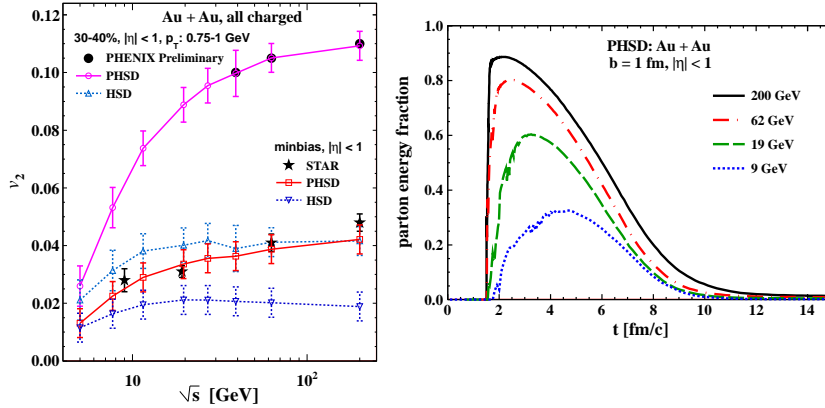 Au + Au, all charged
30-40%, |η| < 1, p_T: 0.75-1 GeV
PHENIX Preliminary
PHSD
HSD
minbias, |η| < 1
STAR
PHSD
HSD
0.12
0.10
0.08
0.06
0.04
0.02
0.00
v_2
10
10^2
√s [GeV]
PHSD: Au + Au
b = 1 fm, |η| < 1
200 GeV
62 GeV
19 GeV
9 GeV
1.0
0.8
0.6
0.4
0.2
0.0
parton energy fraction
0 2 4 6 8 10 12 14
t [fm/c]